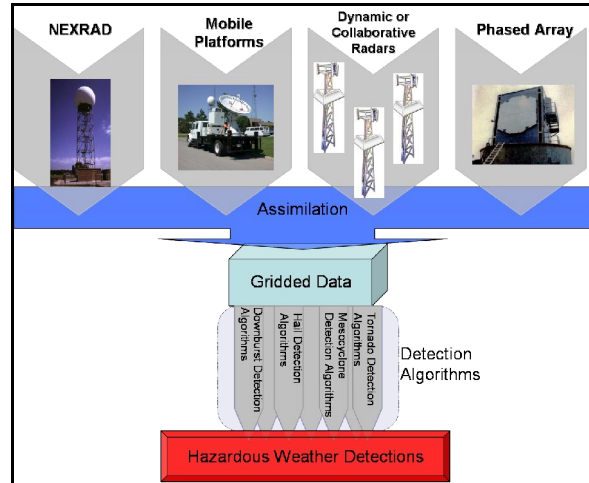 NEXRAD
Mobile
Platforms
Dynamic or
Collaborative
Radars
Phased Array
Assimilation
Gridded Data
Downburst Detection
Algorithms
Hail Detection
Algorithms
Mesocyclone
Detection Algorithms
Tornado Detection
Algorithms
Detection
Algorithms
Hazardous Weather Detections